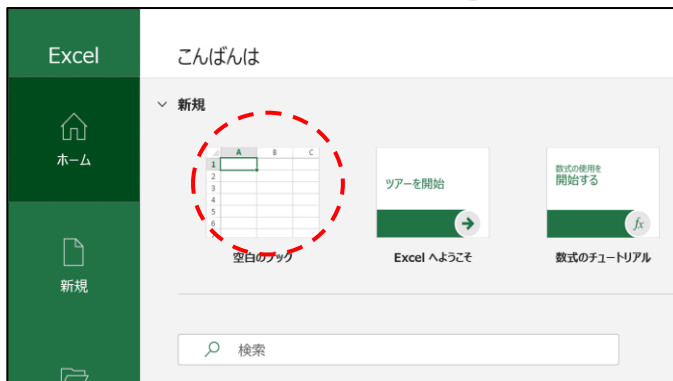 Excel
こんばんは
新規
ホーム
A B C
1
2
3
4
5
6
7
ツアーを開始
数式の使用を
開始する
fx
空白のブック
Excel へようこそ
数式のチュートリアル
新規
検索